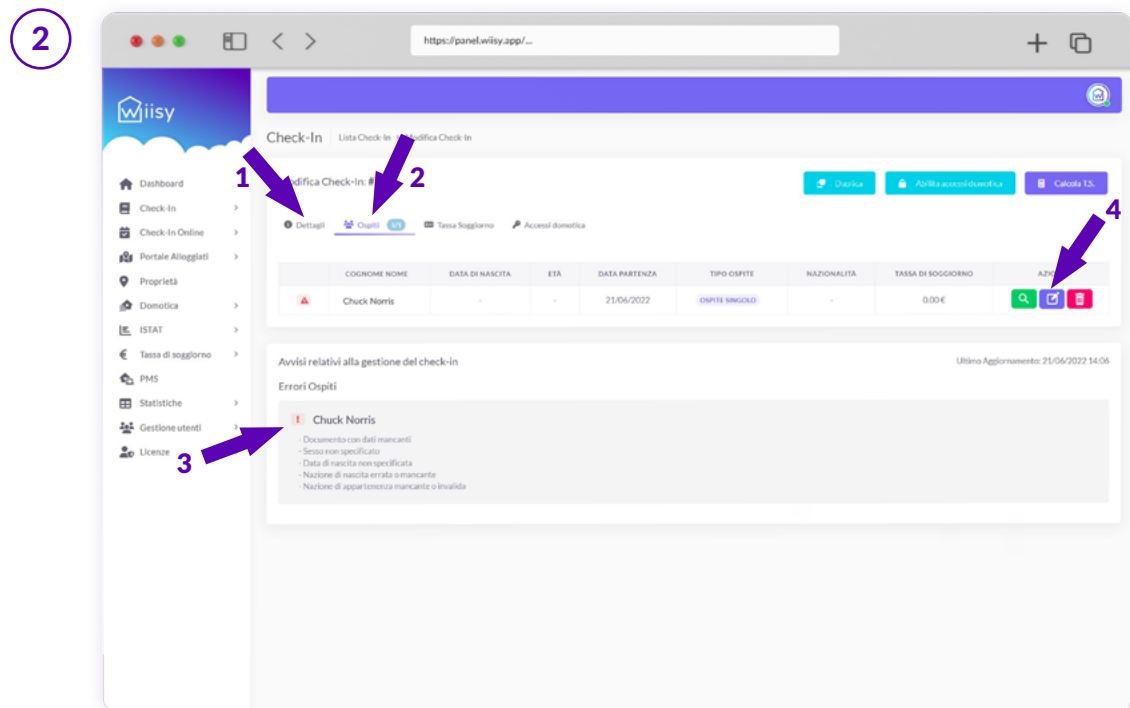 2
https://panel.wiisy.app/...
Wiisy
Check-In
Lista Check-In
Modifica Check-In
Dashboard
Check-In
Check-In Online
Portale Alloggiati
Proprietà
Domotica
ISTAT
Tassa di soggiorno
PMS
Statistiche
Gestione utenti
Licenze
1
2
Modifica Check-In: #
Duplica
Abilita accessi domotica
Calcola T.S.
4
Dettagli
Ospiti
1/1
Tassa Soggiorno
Accessi domotica
COGNOME NOME DATA DI NASCITA ETÀ DATA PARTENZA TIPO OSPITE NAZIONALITÀ TASSA DI SOGGIORNO
Chuck Norris - - 21/06/2022 OSPITE SINGOLO - 0.00 €
Avvisi relativi alla gestione del check-in
Ultimo Aggiornamento: 21/06/2022 14:06
Errori Ospiti
! Chuck Norris
- Documento con dati mancanti
- Sesso non specificato
- Data di nascita non specificata
- Nazione di nascita errata o mancante
- Nazione di appartenenza mancante o invalida
3